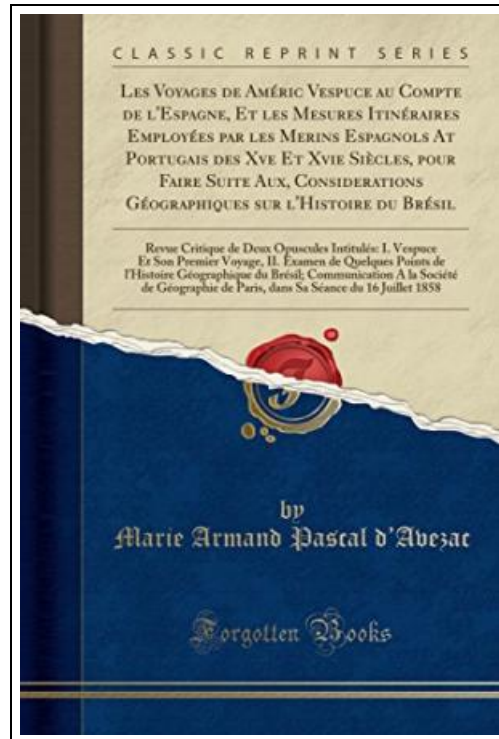 CLASSIC REPRINT SERIES
LES VOYAGES DE AMÉRIC VESPUCE AU COMPTE
DE L'ESPAGNE, ET LES MESURES ITINÉRAIRES
EMPLOYÉES PAR LES MERINS ESPAGNOLS AT
PORTUGAIS DES XVE ET XVIE SIÈCLES, POUR
FAIRE SUITE AUX, CONSIDERATIONS
GÉOGRAPHIQUES SUR L'HISTOIRE DU BRÉSIL
Revue Critique de Deux Opuscules Intitulés: I. Vespuce
Et Son Premier Voyage, II. Examen de Quelques Points de
l'Histoire Géographique du Brésil; Communication A la Société
de Géographie de Paris, dans Sa Séance du 16 Juillet 1858
by
Marie Armand Pascal d'Avezac
Forgotten Books